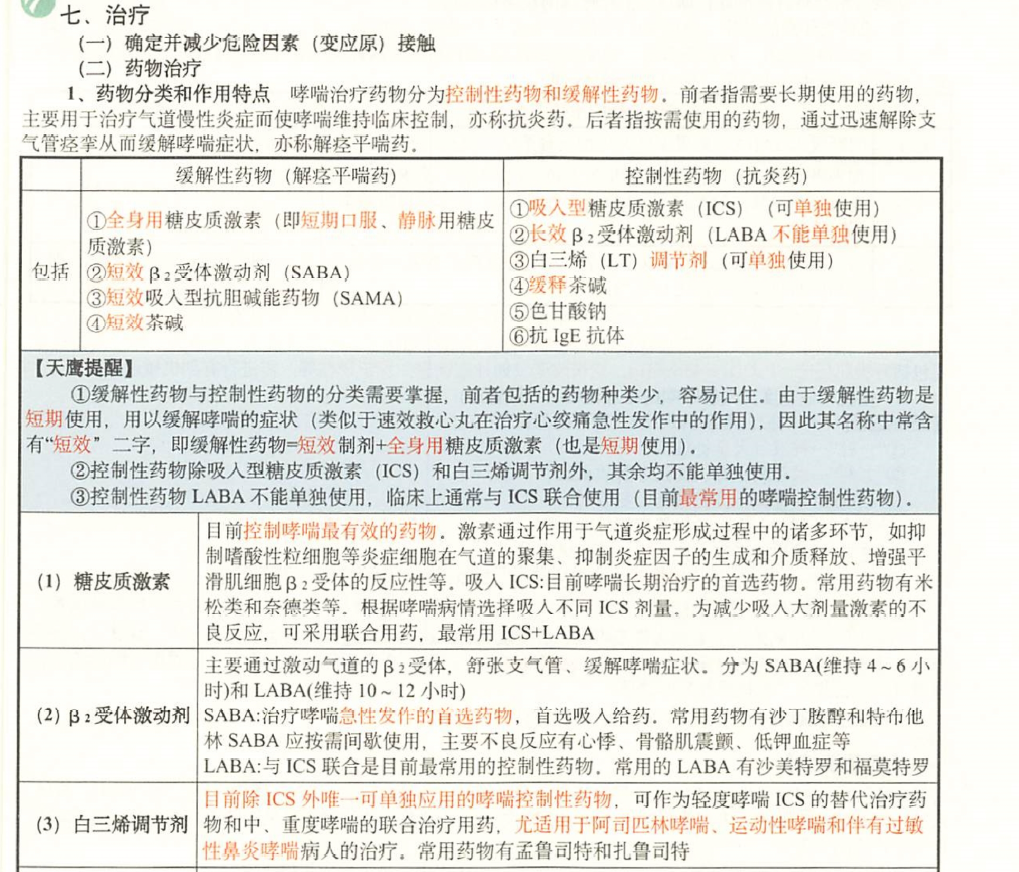 七、治疗
(一) 确定并减少危险因素 (变应原) 接触
(二) 药物治疗
1、药物分类和作用特点 哮喘治疗药物分为控制性药物和缓解性药物。前者指需要长期使用的药物,
主要用于治疗气道慢性炎症而使哮喘维持临床控制, 亦称抗炎药。后者指按需使用的药物, 通过迅速解除支
气管痉挛从而缓解哮喘症状, 亦称解痉平喘药。
缓解性药物 (解痉平喘药)
控制性药物 (抗炎药)
包括
①全身用糖皮质激素 (即短期口服、静脉用糖皮
质激素)
②短效β₂受体激动剂 (SABA)
③短效吸入型抗胆碱能药物 (SAMA)
④短效茶碱
①吸入型糖皮质激素 (ICS) (可单独使用)
②长效β₂受体激动剂 (LABA 不能单独使用)
③白三烯 (LT) 调节剂 (可单独使用)
④缓释茶碱
⑤色甘酸钠
⑥抗 IgE 抗体
【天鹰提醒】
①缓解性药物与控制性药物的分类需要掌握, 前者包括的药物种类少, 容易记住。由于缓解性药物是
短期使用, 用以缓解哮喘的症状 (类似于速效救心丸在治疗心绞痛急性发作中的作用), 因此其名称中常含
有“短效” 二字, 即缓解性药物=短效制剂+全身用糖皮质激素 (也是短期使用)。
②控制性药物除吸入型糖皮质激素 (ICS) 和白三烯调节剂外, 其余均不能单独使用。
③控制性药物 LABA 不能单独使用, 临床上通常与 ICS 联合使用 (目前最常用的哮喘控制性药物)。
(1) 糖皮质激素
目前控制哮喘最有效的药物。激素通过作用于气道炎症形成过程中的诸多环节, 如抑
制嗜酸性粒细胞等炎症细胞在气道的聚集、抑制炎症因子的生成和介质释放、增强平
滑肌细胞β₂受体的反应性等。吸入 ICS:目前哮喘长期治疗的首选药物。常用药物有米
松类和奈德类等。根据哮喘病情选择吸入不同 ICS 剂量。为减少吸入大剂量激素的不
良反应, 可采用联合用药, 最常用 ICS+LABA
(2) β₂受体激动剂
主要通过激动气道的β₂受体, 舒张支气管、缓解哮喘症状。分为 SABA(维持 4~6 小
时)和 LABA(维持 10~12 小时)
SABA:治疗哮喘急性发作的首选药物, 首选吸入给药。常用药物有沙丁胺醇和特布他
林 SABA 应按需间歇使用, 主要不良反应有心悸、骨骼肌震颤、低钾血症等
LABA:与 ICS 联合是目前最常用的控制性药物。常用的 LABA 有沙美特罗和福莫特罗
(3) 白三烯调节剂
目前除 ICS 外唯一可单独应用的哮喘控制性药物, 可作为轻度哮喘 ICS 的替代治疗药
物和中、重度哮喘的联合治疗用药, 尤适用于阿司匹林哮喘、运动性哮喘和伴有过敏
性鼻炎哮喘病人的治疗。常用药物有孟鲁司特和扎鲁司特